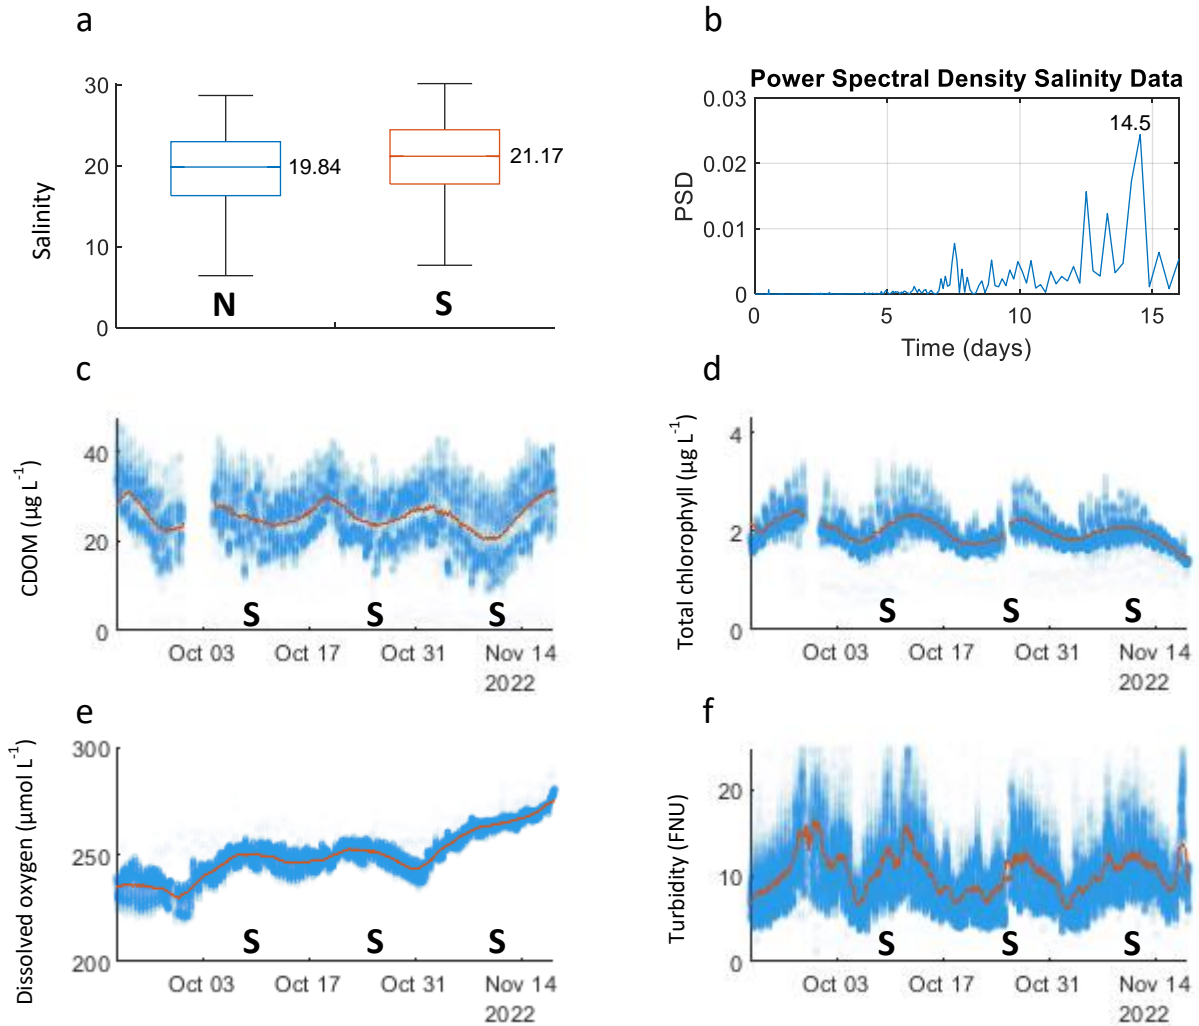 a
30
20
10
0
Salinity
19.84
21.17
N
S
b
Power Spectral Density Salinity Data
0.03
0.02
0.01
0
PSD
14.5
0
5
10
15
Time (days)
c
40
20
0
CDOM (µg L-1)
S
S
S
Oct 03
Oct 17
Oct 31
Nov 14
2022
d
4
2
0
Total chlorophyll (µg L-1)
S
S
S
Oct 03
Oct 17
Oct 31
Nov 14
2022
e
300
250
200
Dissolved oxygen (µmol L-1)
S
S
S
Oct 03
Oct 17
Oct 31
Nov 14
2022
f
20
10
0
Turbidity (FNU)
S
S
S
Oct 03
Oct 17
Oct 31
Nov 14
2022